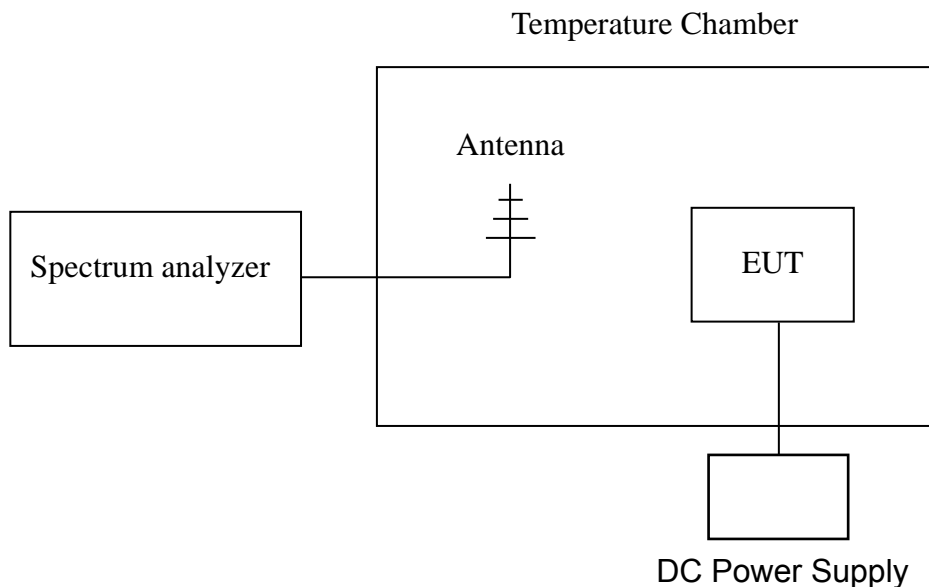 Temperature Chamber
Antenna
Spectrum analyzer
EUT
DC Power Supply